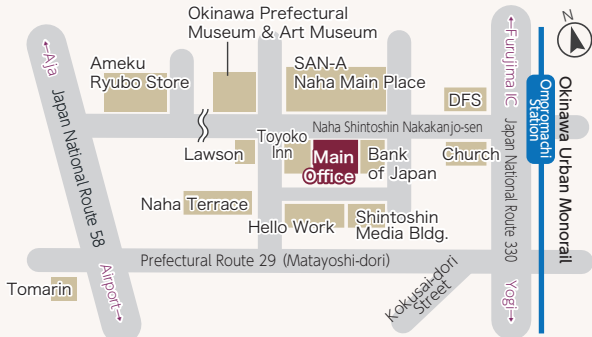 Okinawa Prefectural
Museum & Art Museum
N
←Aja
Japan National Route 58
Airport→
Ameku
Ryubo Store
SAN-A
Naha Main Place
DFS
←Furujima IC
Japan National Route 330
Yogi→
Omoromachi
Station
Okinawa Urban Monorail
Naha Shintoshin Nakakanjo-sen
Lawson
Toyoko
Inn
Main
Office
Bank
of Japan
Church
Naha Terrace
Hello Work
Shintoshin
Media Bldg.
Prefectural Route 29 (Matayoshi-dori)
Kokusai-dori
Street
Tomarin